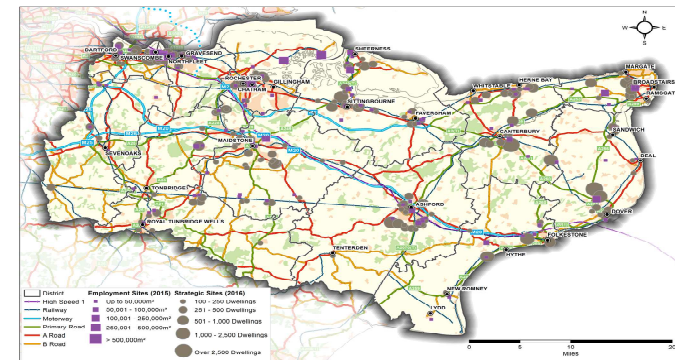 N
W E
S
SHEERNESS
DARTFORD
GRAVESEND
SWANSCOMBE
NORTHFLEET
MARGATE
ROCHESTER
GILLINGHAM
CHATHAM
WHITSTABLE
HERNE BAY
BROADSTAIRS
RAMSGAT
SITTINGBOURNE
FAVERSHAM
CANTERBURY
SANDWICH
MAIDSTONE
SEVENOAKS
DEAL
TONBRIDGE
ASHFORD
ROYAL TUNBRIDGE WELLS
DOVER
FOLKESTONE
TENTERDEN
HYTHE
NEW ROMNEY
LYDD
District
High Speed 1
Railway
Motorway
Primary Road
A Road
B Road
Employment Sites (2015)
Up to 50,000m²
50,001 - 100,000m²
100,001 - 250,000m²
> 500,000m²
Strategic Sites (2016)
100 - 250 Dwellings
251 - 500 Dwellings
501 - 1,000 Dwellings
1,000 - 2,500 Dwellings
Over 2,500 Dwellings
0 5 10 20 30
Miles